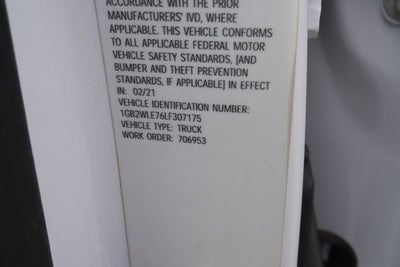 ACCORDANCE WITH THE PRIOR
MANUFACTURERS' IVD, WHERE
APPLICABLE. THIS VEHICLE CONFORMS
TO ALL APPLICABLE FEDERAL MOTOR
VEHICLE SAFETY STANDARDS, [AND
BUMPER AND THEFT PREVENTION
STANDARDS, IF APPLICABLE] IN EFFECT
IN: 02/21
VEHICLE IDENTIFICATION NUMBER:
1GB2WLE76LF307175
VEHICLE TYPE: TRUCK
WORK ORDER: 706953